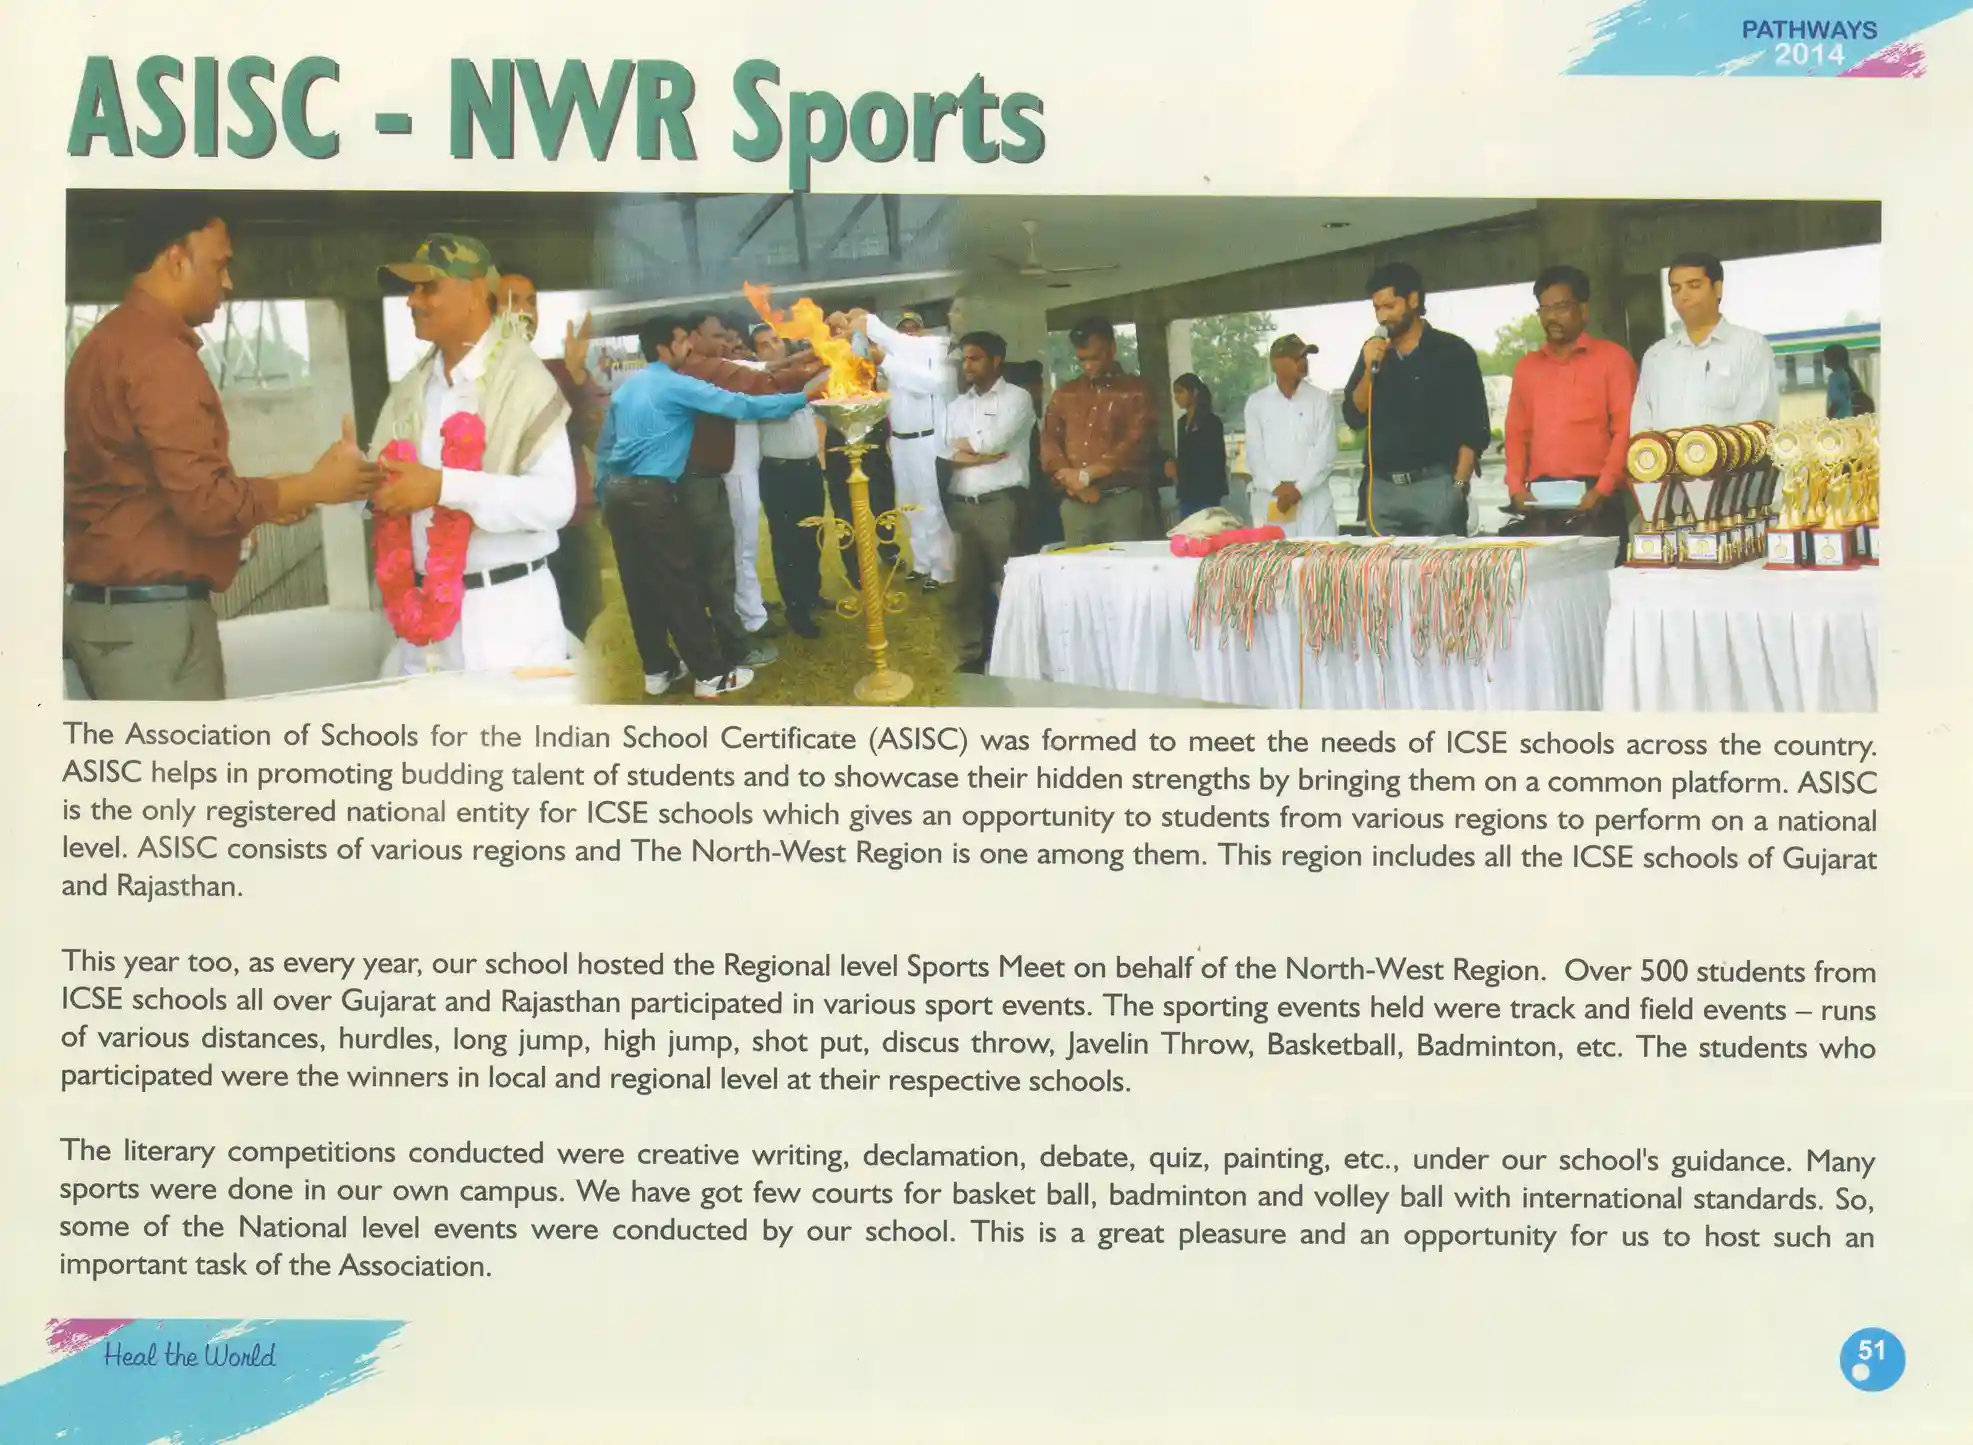 PATHWAYS
2014
ASISC - NWR Sports
The Association of Schools for the Indian School Certificate (ASISC) was formed to meet the needs of ICSE schools across the country.
ASISC helps in promoting budding talent of students and to showcase their hidden strengths by bringing them on a common platform. ASISC
is the only registered national entity for ICSE schools which gives an opportunity to students from various regions to perform on a national
level. ASISC consists of various regions and The North-West Region is one among them. This region includes all the ICSE schools of Gujarat
and Rajasthan.
This year too, as every year, our school hosted the Regional level Sports Meet on behalf of the North-West Region. Over 500 students from
ICSE schools all over Gujarat and Rajasthan participated in various sport events. The sporting events held were track and field events – runs
of various distances, hurdles, long jump, high jump, shot put, discus throw, Javelin Throw, Basketball, Badminton, etc. The students who
participated were the winners in local and regional level at their respective schools.
The literary competitions conducted were creative writing, declamation, debate, quiz, painting, etc., under our school's guidance. Many
sports were done in our own campus. We have got few courts for basket ball, badminton and volley ball with international standards. So,
some of the National level events were conducted by our school. This is a great pleasure and an opportunity for us to host such an
important task of the Association.
Heal the World
51